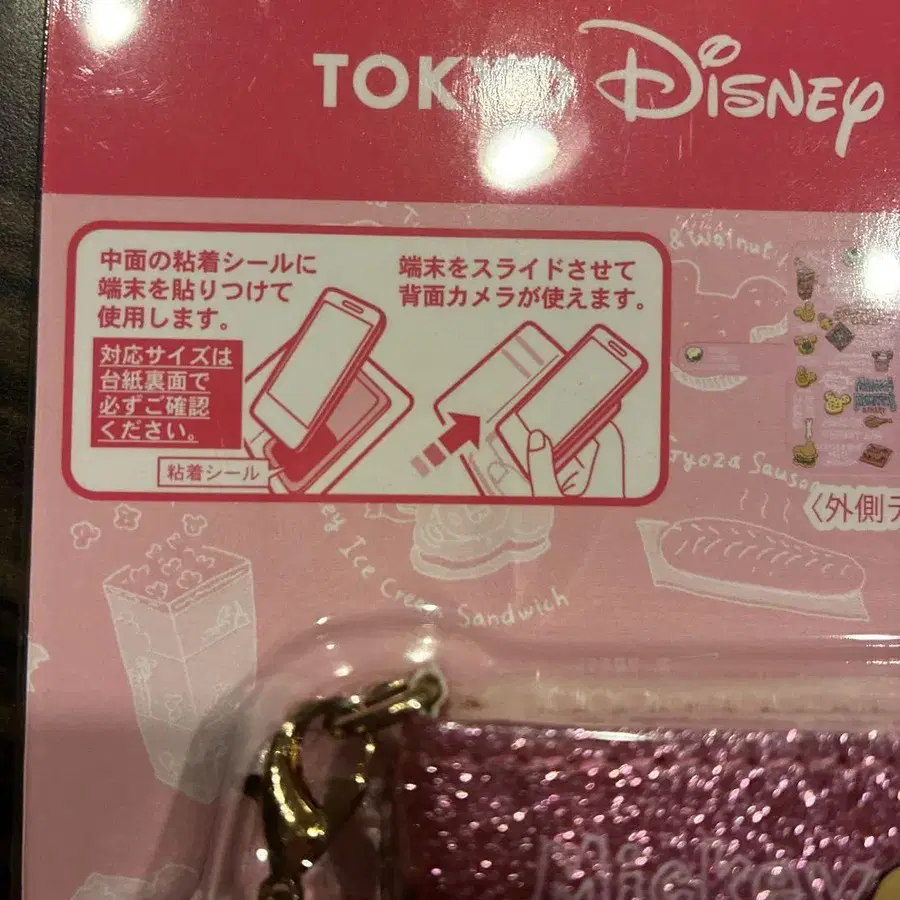 TOKYO DISNEY
中面の粘着シールに
端末を貼りつけて
使用します。
対応サイズは
台紙裏面で
必ずご確認
ください。
粘着シール
端末をスライドさせて
背面カメラが使えます。
& Walnut
Gyoza Sausa
〈外側デ
ey Ice Cream Sandwich
Mickey